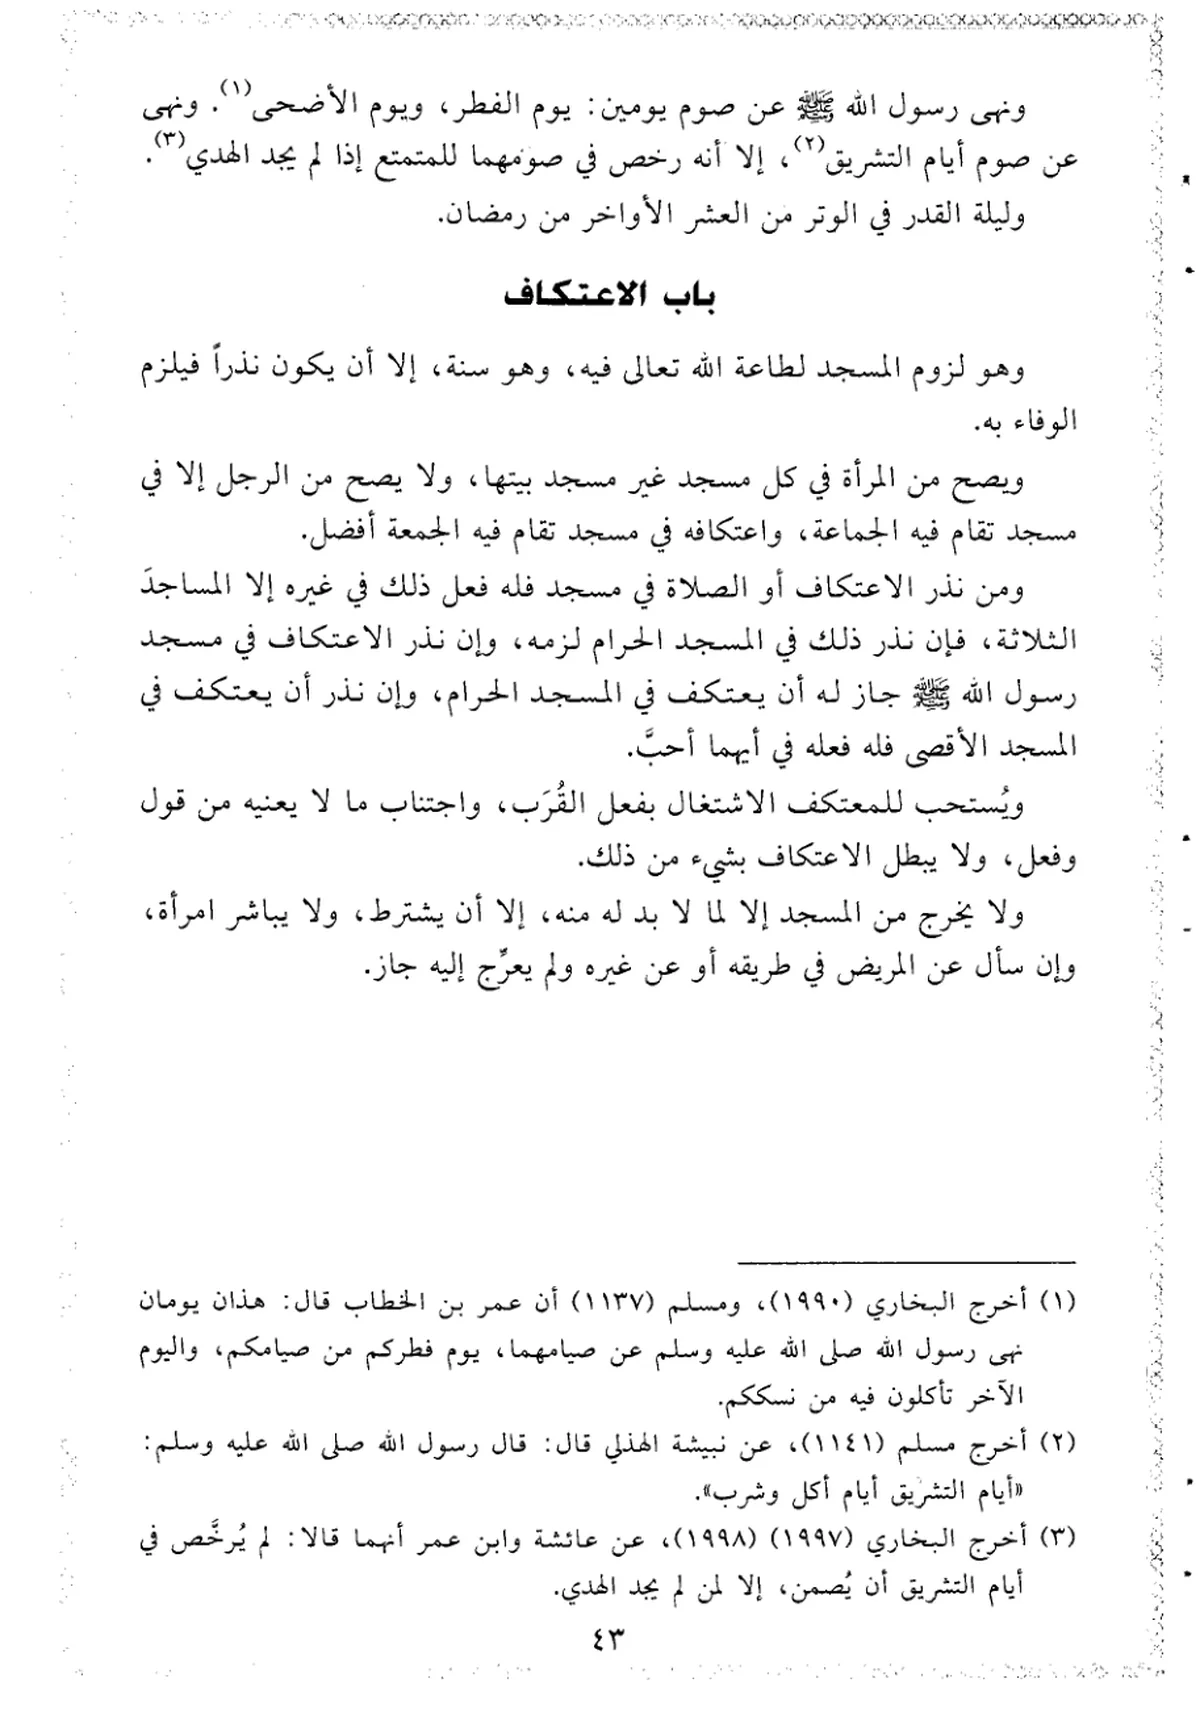 ونهى رسول الله ﷺ عن صوم يومين: يوم الفطر، ويوم الأضحى(١). ونهى
عن صوم أيام التشريق(٢)، إلا أنه رخص في صومهما للمتمتع إذا لم يجد الهدي(٣).
وليلة القدر في الوتر من العشر الأواخر من رمضان.
باب الاعتكاف
وهو لزوم المسجد لطاعة الله تعالى فيه، وهو سنة، إلا أن يكون نذراً فيلزم
الوفاء به.
ويصح من المرأة في كل مسجد غير مسجد بيتها، ولا يصح من الرجل إلا في
مسجد تقام فيه الجماعة، واعتكافه في مسجد تقام فيه الجمعة أفضل.
ومن نذر الاعتكاف أو الصلاة في مسجد فله فعل ذلك في غيره إلا المساجدَ
الثلاثة، فإن نذر ذلك في المسجد الحرام لزمه، وإن نذر الاعتكاف في مسجد
رسول الله ﷺ جاز له أن يعتكف في المسجد الحرام، وإن نذر أن يعتكف في
المسجد الأقصى فله فعله في أيهما أحبَّ.
ويُستحب للمعتكف الاشتغال بفعل القُرَب، واجتناب ما لا يعنيه من قول
وفعل، ولا يبطل الاعتكاف بشيء من ذلك.
ولا يخرج من المسجد إلا لما لا بد له منه، إلا أن يشترط، ولا يباشر امرأة،
وإن سأل عن المريض في طريقه أو عن غيره ولم يعرِّج إليه جاز.
(١) أخرج البخاري (١٩٩٠)، ومسلم (١١٣٧) أن عمر بن الخطاب قال: هذان يومان
نهى رسول الله صلى الله عليه وسلم عن صيامهما، يوم فطركم من صيامكم، واليوم
الآخر تأكلون فيه من نسككم.
(٢) أخرج مسلم (١١٤١)، عن نبيشة الهذلي قال: قال رسول الله صلى الله عليه وسلم:
«أيام التشريق أيام أكل وشرب».
(٣) أخرج البخاري (١٩٩٧) (١٩٩٨)، عن عائشة وابن عمر أنهما قالا: لم يُرخَّص في
أيام التشريق أن يُصمن، إلا لمن لم يجد الهدي.
٤٣